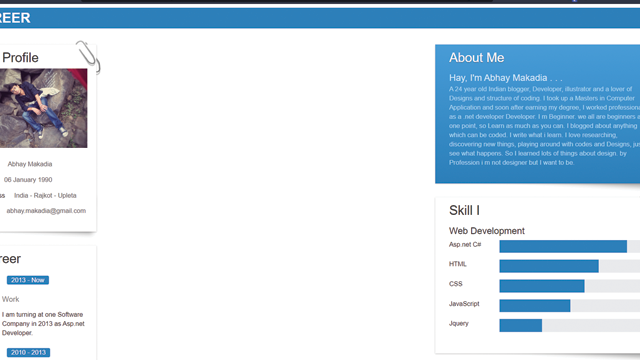 REER
Profile
Abhay Makadia
06 January 1990
ss India - Rajkot - Upleta
abhay.makadia@gmail.com
reer
2013 - Now
Work
I am turning at one Software
Company in 2013 as Asp.net
Developer.
2010 - 2013
About Me
Hay, I'm Abhay Makadia . . .
A 24 year old Indian blogger, Developer, illustrator and a lover of
Designs and structure of coding. I took up a Masters in Computer
Application and soon after earning my degree, I worked professiona
as a .net developer Developer. I`m Beginner. we all are beginners a
one point, so Learn as much as you can. I blogged about anything
which can be coded. I write what i learn. I love researching,
discovering new things, playing around with codes and Designs, jus
see what happens. So I learned lots of things about design. by
Profession i m not designer but I want to be.
Skill I
Web Development
Asp.net C#
HTML
CSS
JavaScript
Jquery